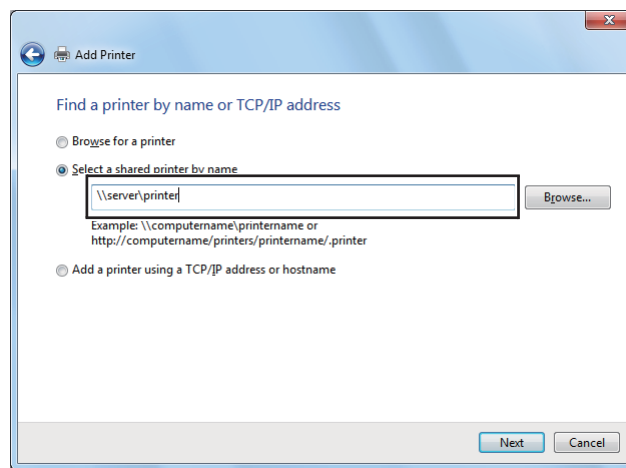 Add Printer
Find a printer by name or TCP/IP address
Browse for a printer
Select a shared printer by name
\\server\printer
Browse...
Example: \\computername\printername or
http://computername/printers/printername/.printer
Add a printer using a TCP/IP address or hostname
Next
Cancel